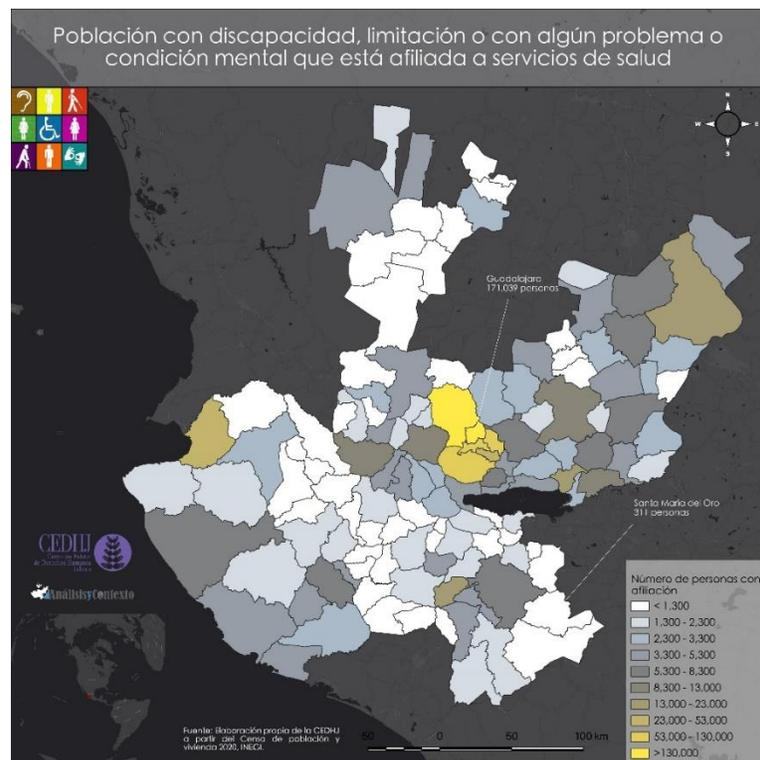 Población con discapacidad, limitación o con algún problema o
condición mental que está afiliada a servicios de salud
N
W
E
S
Guadalajara
171,039 personas
Santa María del Oro
311 personas
CEDHJ
de Derechos Humanos
AnálisisyContexto
Número de personas con
afiliación
< 1,300
1,300 - 2,300
2,300 - 3,300
3,300 - 5,300
5,300 - 8,300
8,300 - 13,000
13,000 - 23,000
23,000 - 53,000
53,000 - 130,000
>130,000
Fuente: Elaboración propia de la CEDHJ
a partir del Censo de población y
vivienda 2020, INEGI.
50 0 50 100 km